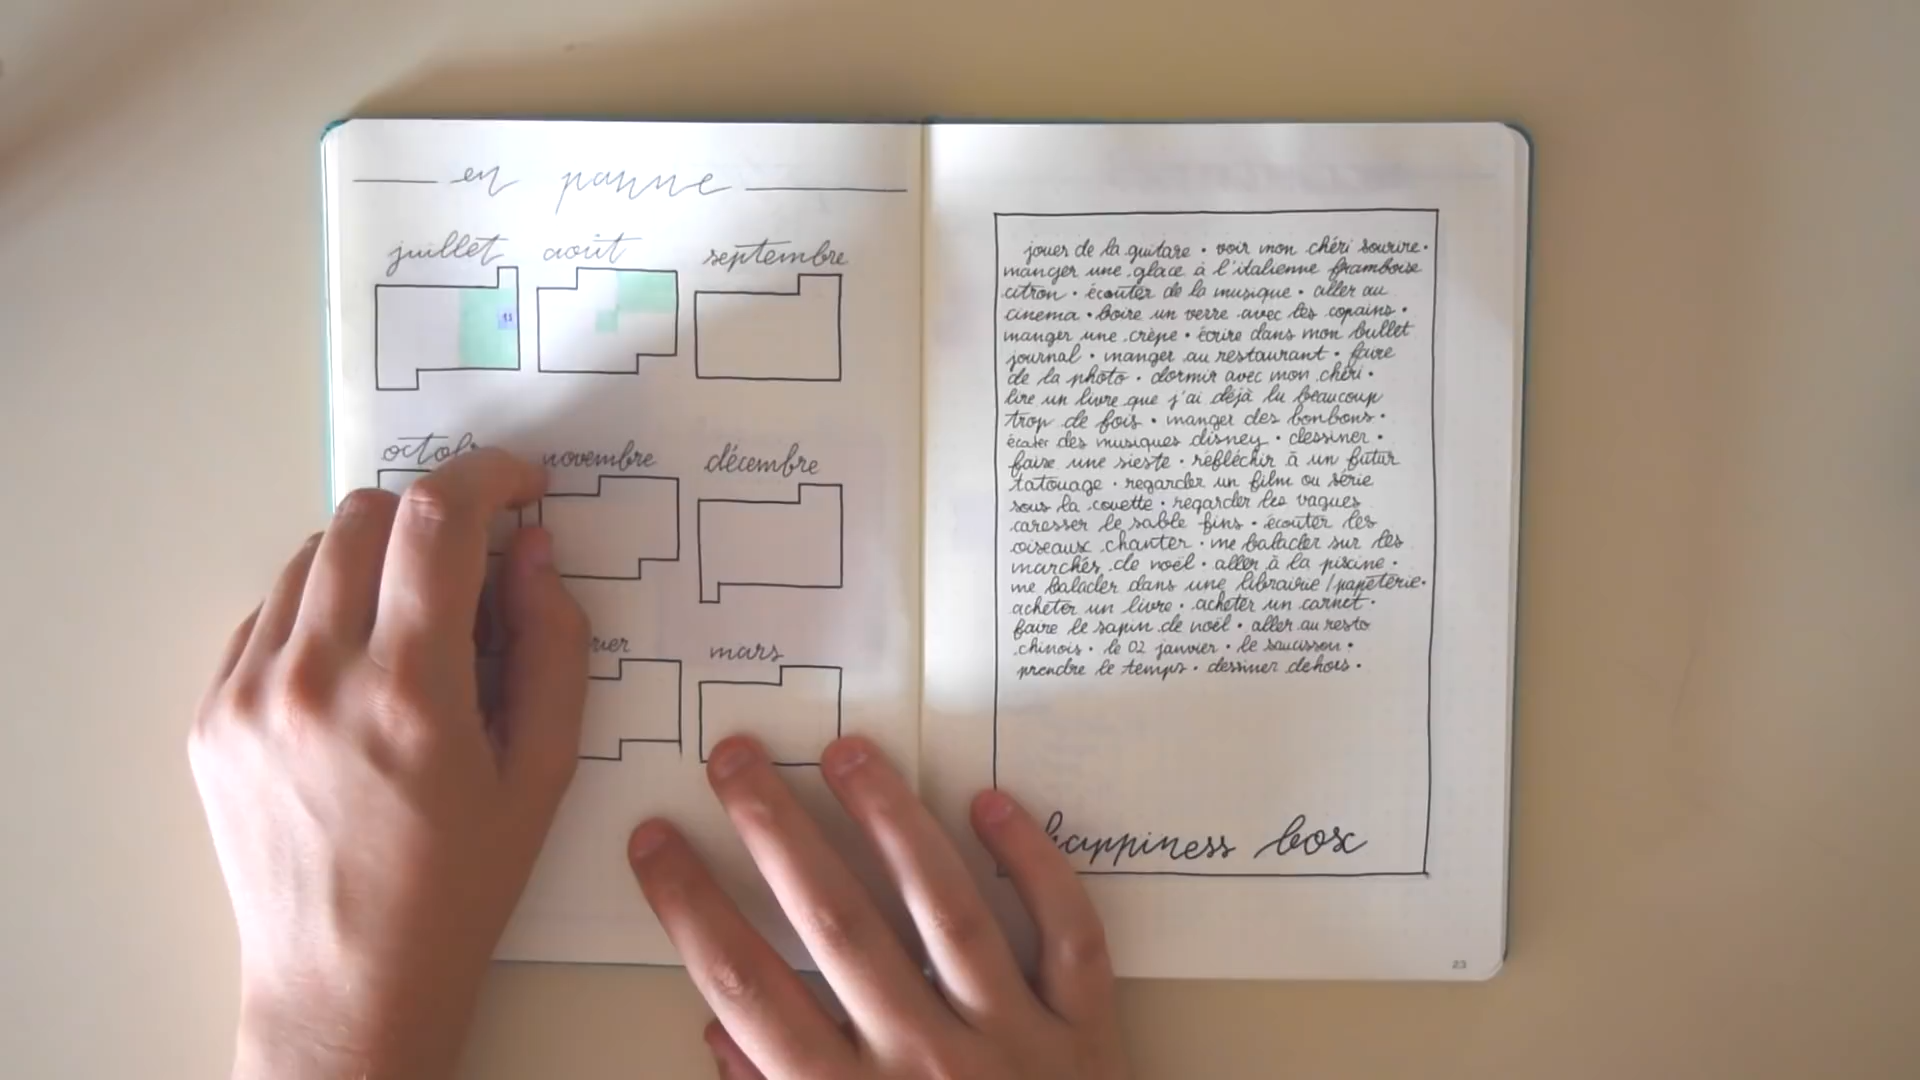 en panne
juillet août septembre
15
novembre décembre
mars
jouer de la guitare • voir mon chéri sourire •
manger une glace à l'italienne framboise
citron • écouter de la musique • aller au
cinema • boire un verre avec les copains •
manger une crêpe • écrire dans mon bullet
journal • manger au restaurant • faire
de la photo • dormir avec mon chéri •
lire un livre que j'ai déjà lu beaucoup
trop de fois • manger des bonbons •
des musiques disney • dessiner •
faire une sieste • réfléchir à un futur
tatouage • regarder un film ou série
sous la couette • regarder les vagues
caresser le sable fins • écouter les
oiseaux chanter • me balader sur les
marchés de noël • aller à la piscine •
me balader dans une librairie / papeterie •
acheter un livre • acheter un carnet •
faire le sapin de noël • aller au resto
chinois • le 02 janvier • le saucisson •
prendre le temps • dessiner dehors •
happiness box
23